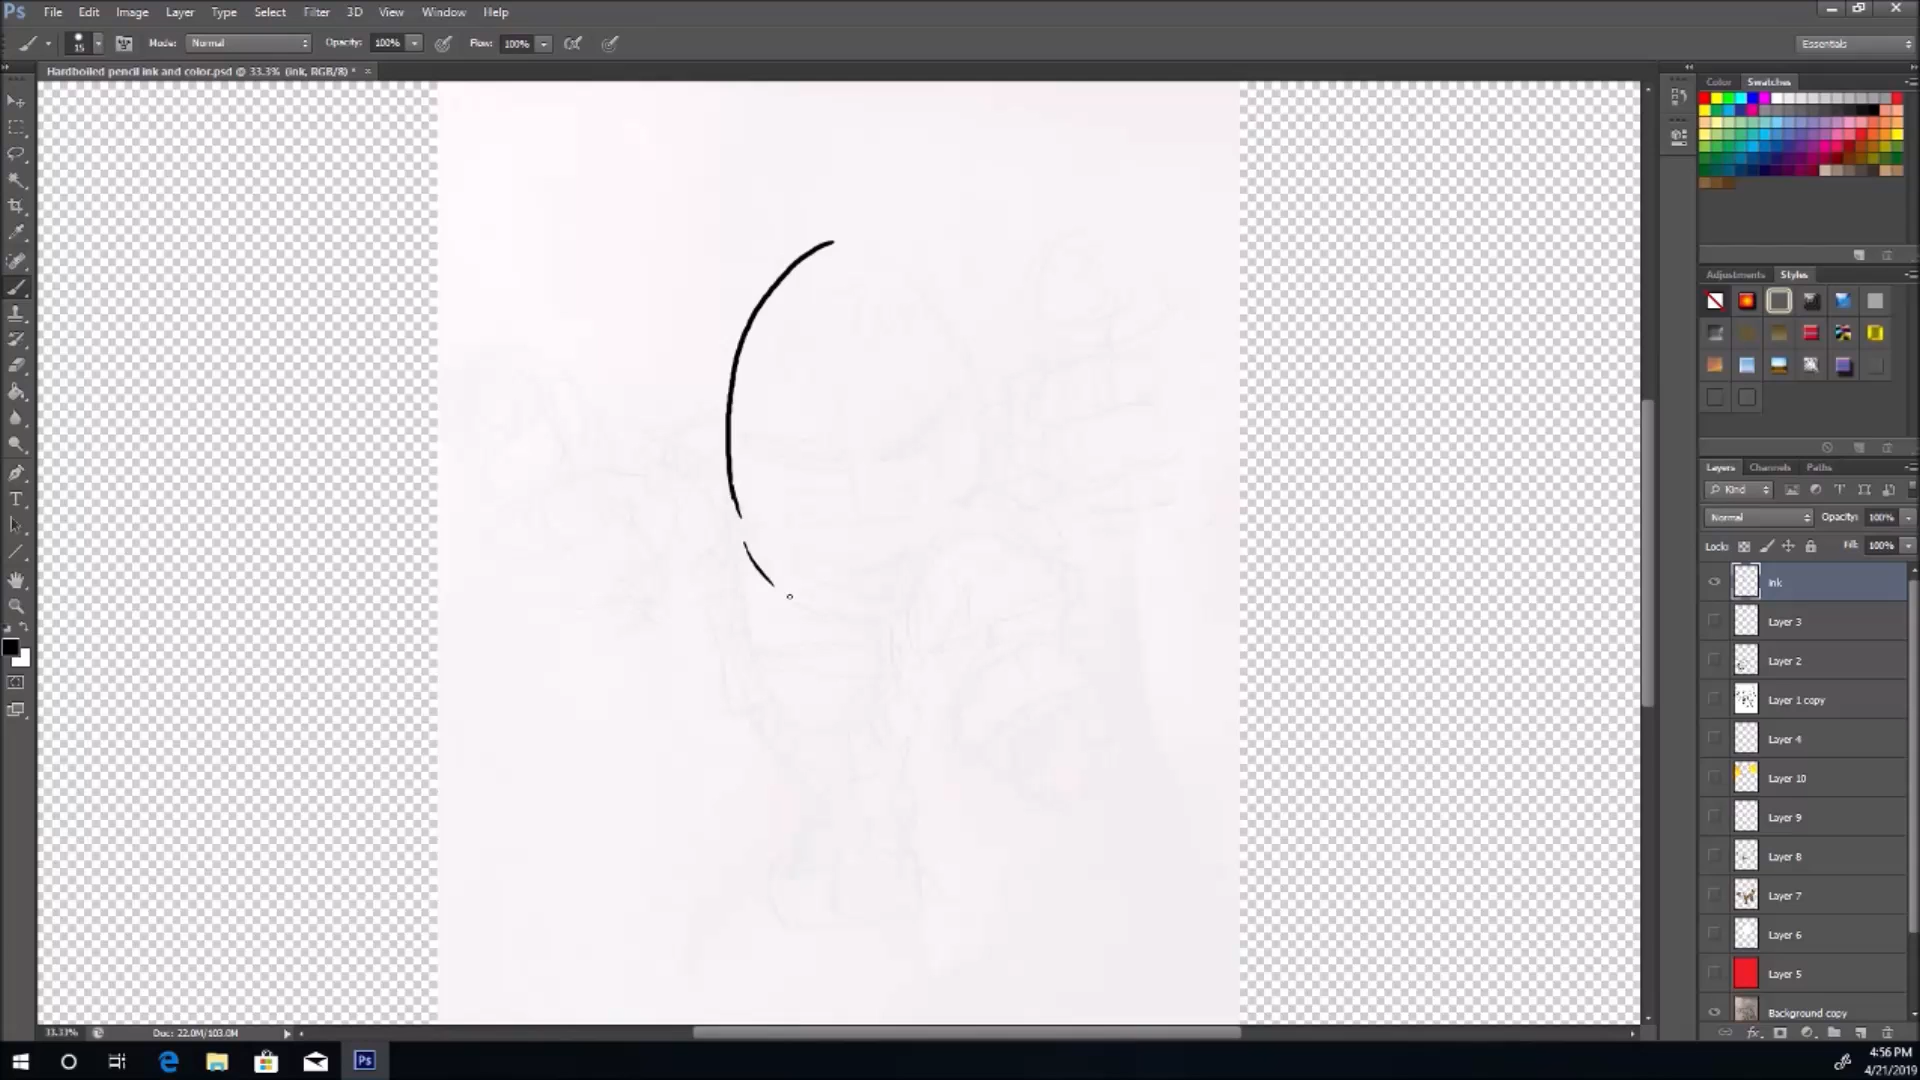 Ps File Edit Image Layer Type Select Filter 3D View Window Help
15 Mode: Normal Opacity: 100% Flow: 100% Essentials
Hardboiled pencil ink and color.psd @ 33.3% (ink, RGB/8) * ×
Color Swatches
Adjustments Styles
Layers Channels Paths
Kind
Normal Opacity: 100%
Lock: Fill: 100%
ink
Layer 3
Layer 2
Layer 1 copy
Layer 4
Layer 10
Layer 9
Layer 8
Layer 7
Layer 6
Layer 5
Background copy
33.33% Doc: 22.0M/103.0M
Ps
4:56 PM
4/21/2019